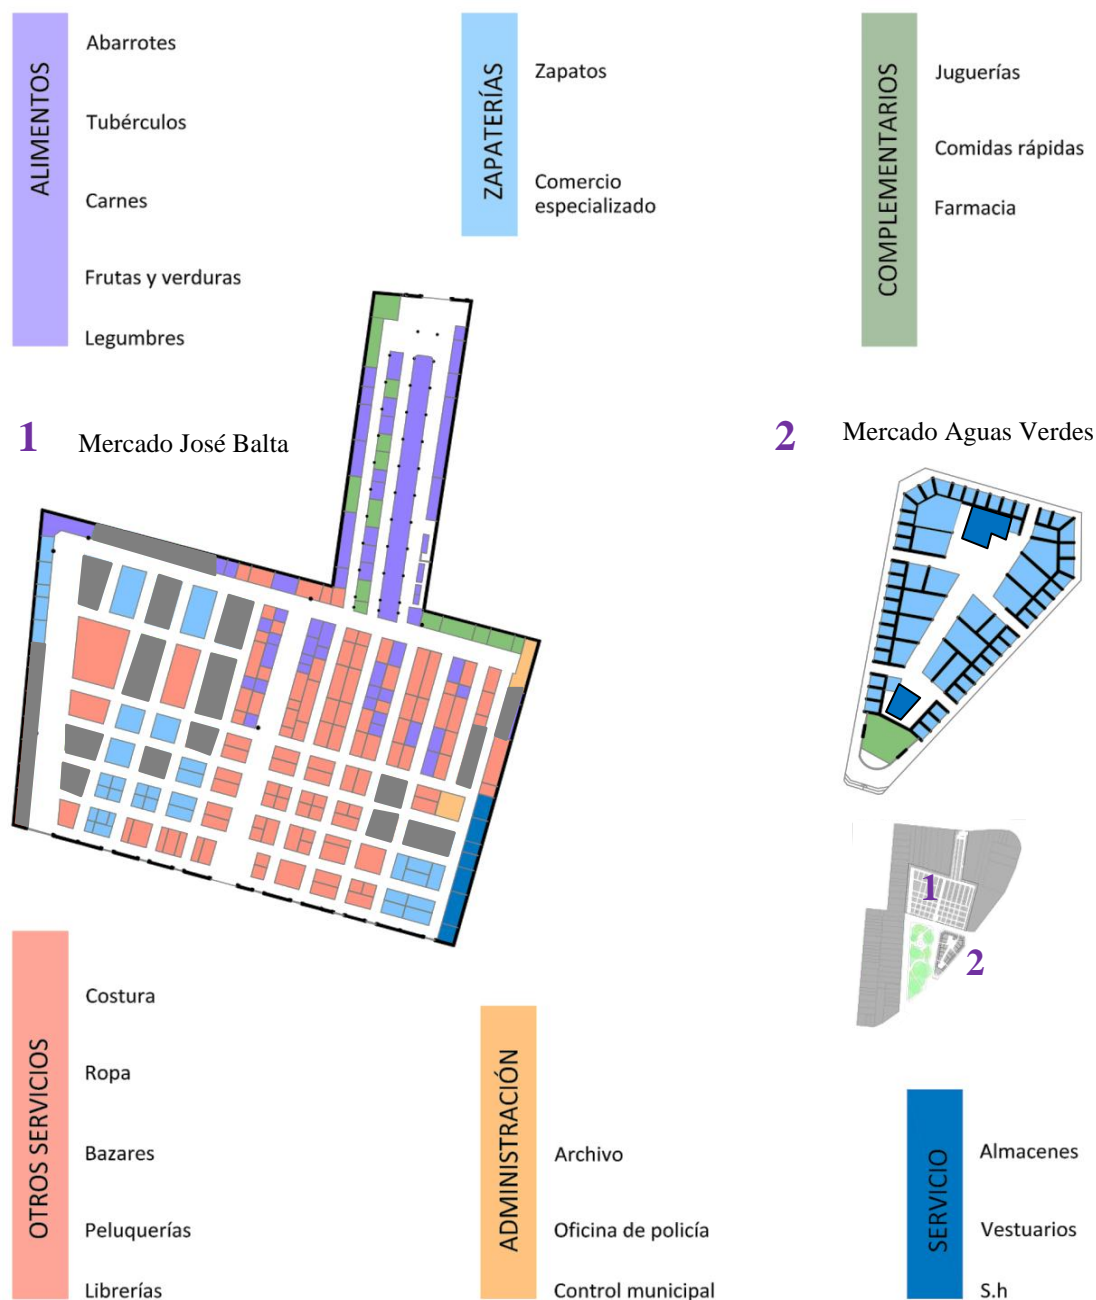 ALIMENTOS
Abarrotes
Tubérculos
Carnes
Frutas y verduras
Legumbres
ZAPATERÍAS
Zapatos
Comercio
especializado
COMPLEMENTARIOS
Juguerías
Comidas rápidas
Farmacia
1 Mercado José Balta
2 Mercado Aguas Verdes
1
2
OTROS SERVICIOS
Costura
Ropa
Bazares
Peluquerías
Librerías
ADMINISTRACIÓN
Archivo
Oficina de policía
Control municipal
SERVICIO
Almacenes
Vestuarios
S.h